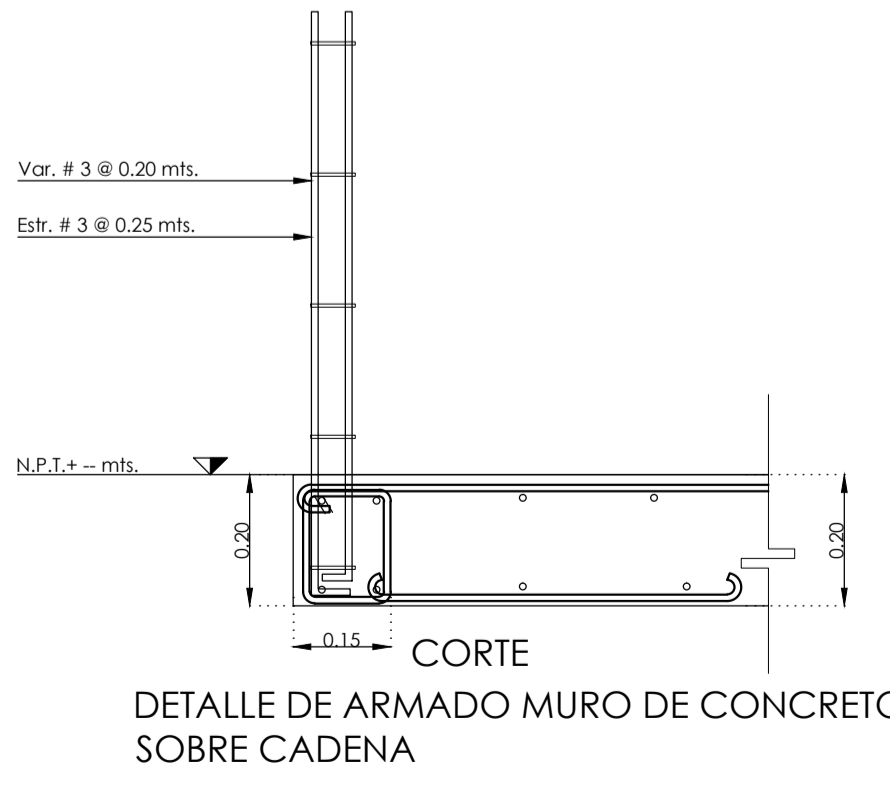 Var. # 3 @ 0.20 mts.
Estr. # 3 @ 0.25 mts.
N.P.T.+ -- mts.
0.20
0.20
0.15
CORTE
DETALLE DE ARMADO MURO DE CONCRETO
SOBRE CADENA